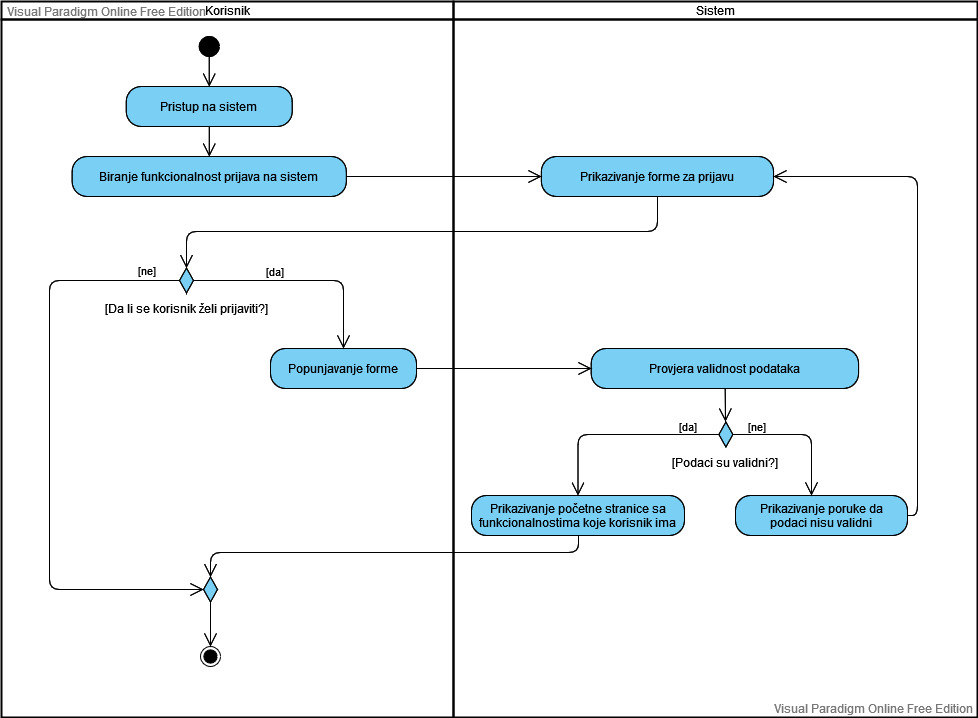 Visual Paradigm Online Free Edition
Korisnik
Sistem
Pristup na sistem
Biranje funkcionalnost prijava na sistem
Prikazivanje forme za prijavu
[ne]
[da]
[Da li se korisnik želi prijaviti?]
Popunjavanje forme
Provjera validnost podataka
[da]
[ne]
[Podaci su validni?]
Prikazivanje početne stranice sa
funkcionalnostima koje korisnik ima
Prikazivanje poruke da
podaci nisu validni
Visual Paradigm Online Free Edition